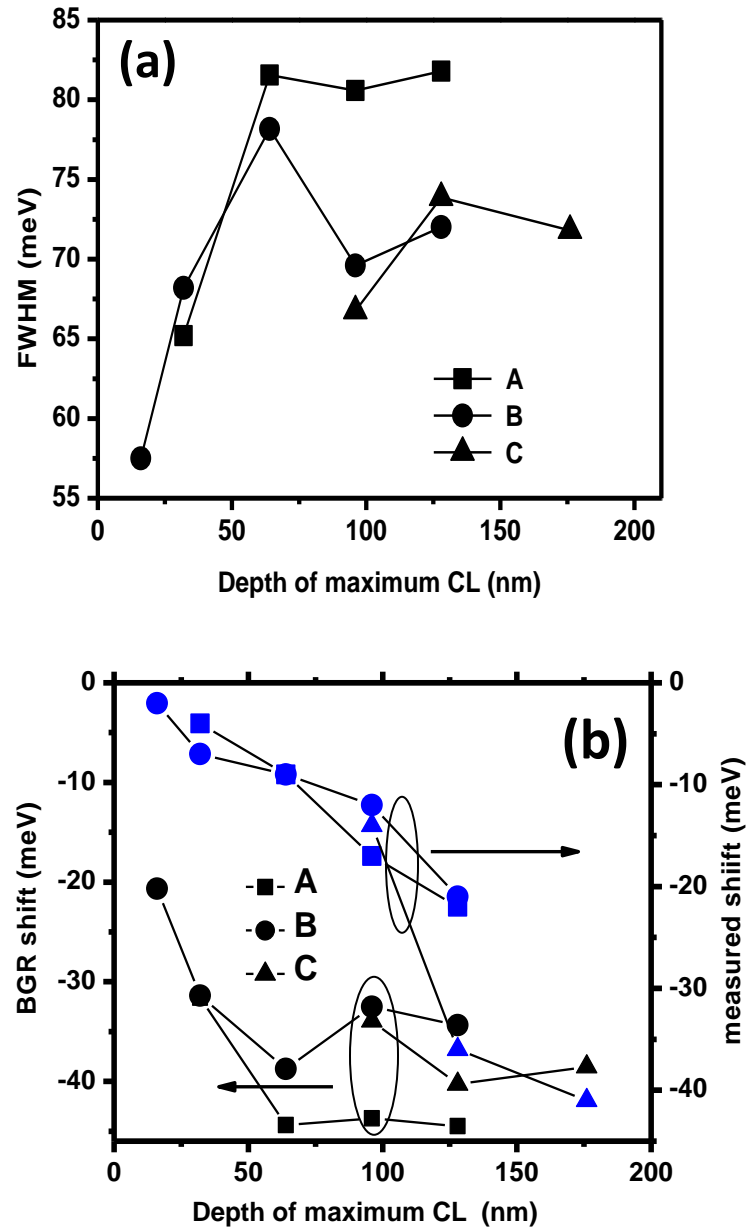 (a)
85
80
75
70
65
60
55
FWHM (meV)
A
B
C
0 50 100 150 200
Depth of maximum CL (nm)
(b)
0
-10
-20
-30
-40
BGR shift (meV)
A
B
C
0
-10
-20
-30
-40
measured shiift (meV)
0 50 100 150 200
Depth of maximum CL (nm)